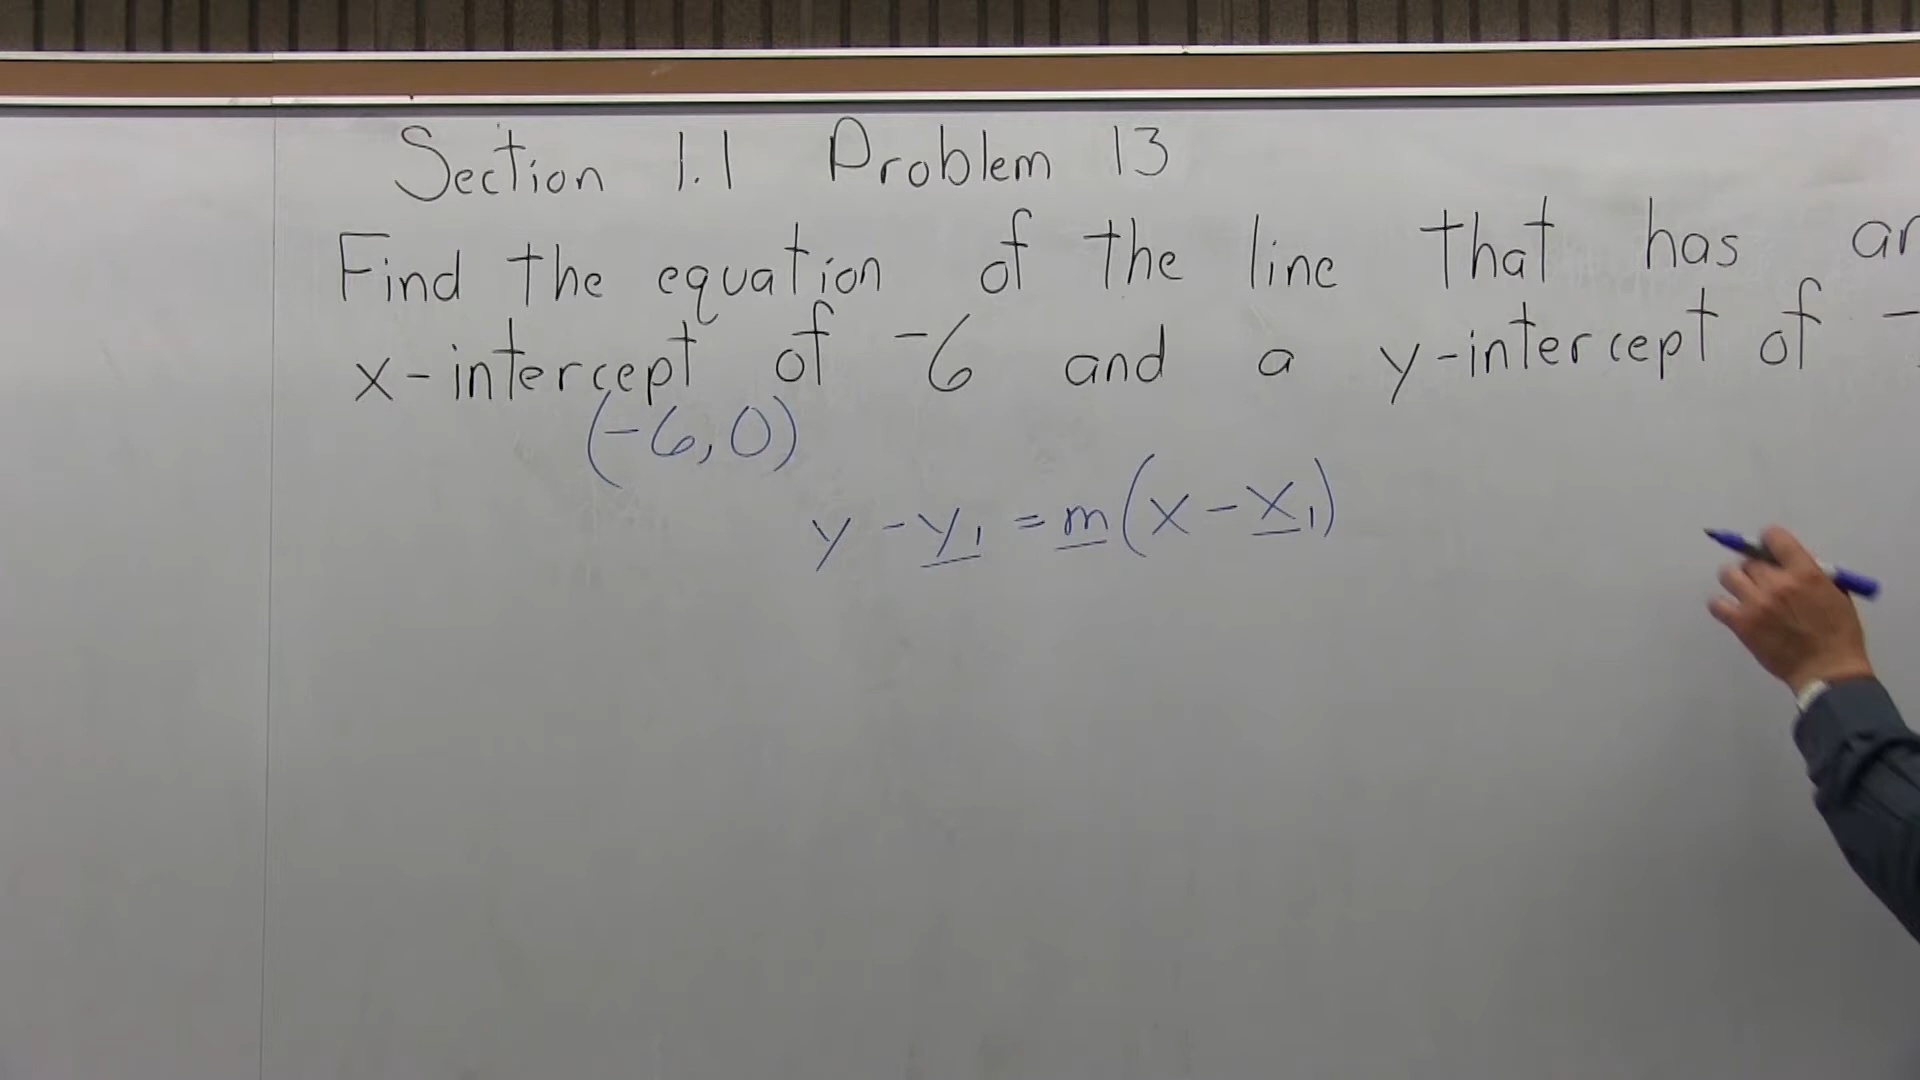 Section 1.1 Problem 13
Find the equation of the line that has
x-intercept of -6 and a y-intercept of -
(-6,0)
y - y₁ = m(x - x₁)